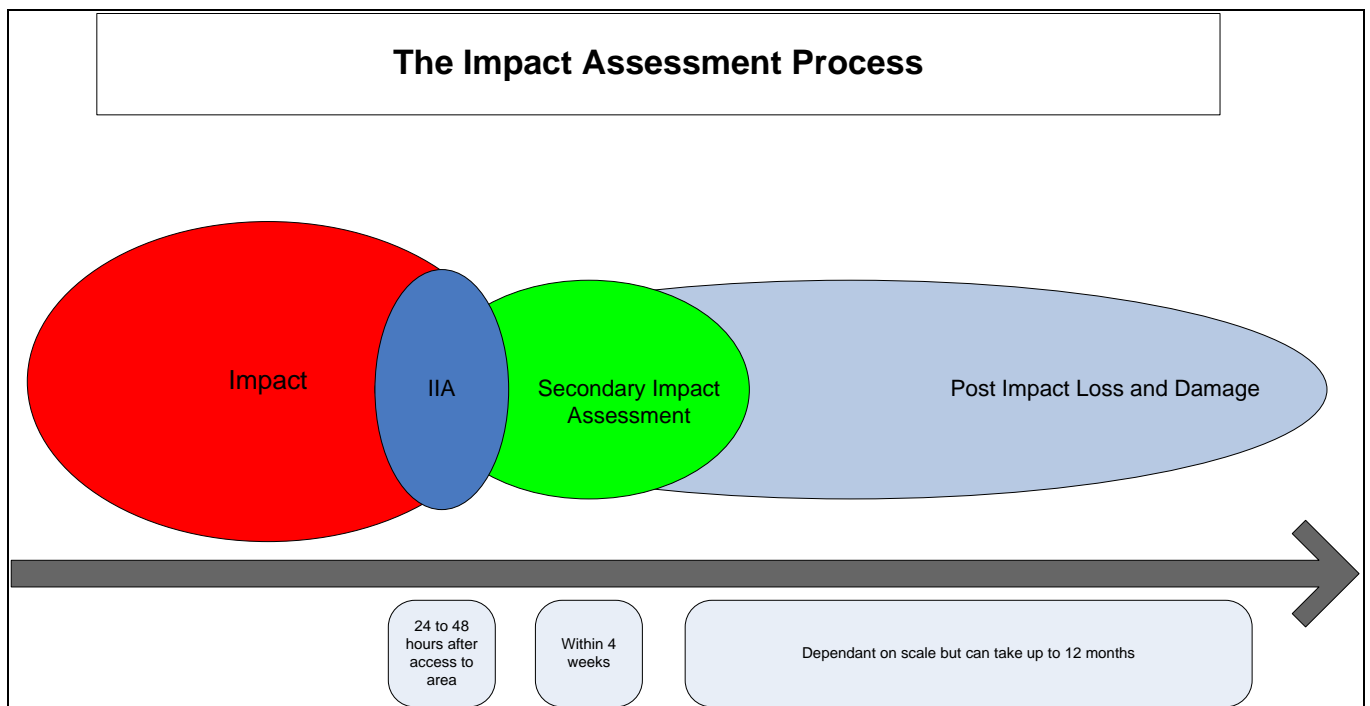 The Impact Assessment Process
Impact
IIA
Secondary Impact
Assessment
Post Impact Loss and Damage
24 to 48
hours after
access to
area
Within 4
weeks
Dependant on scale but can take up to 12 months